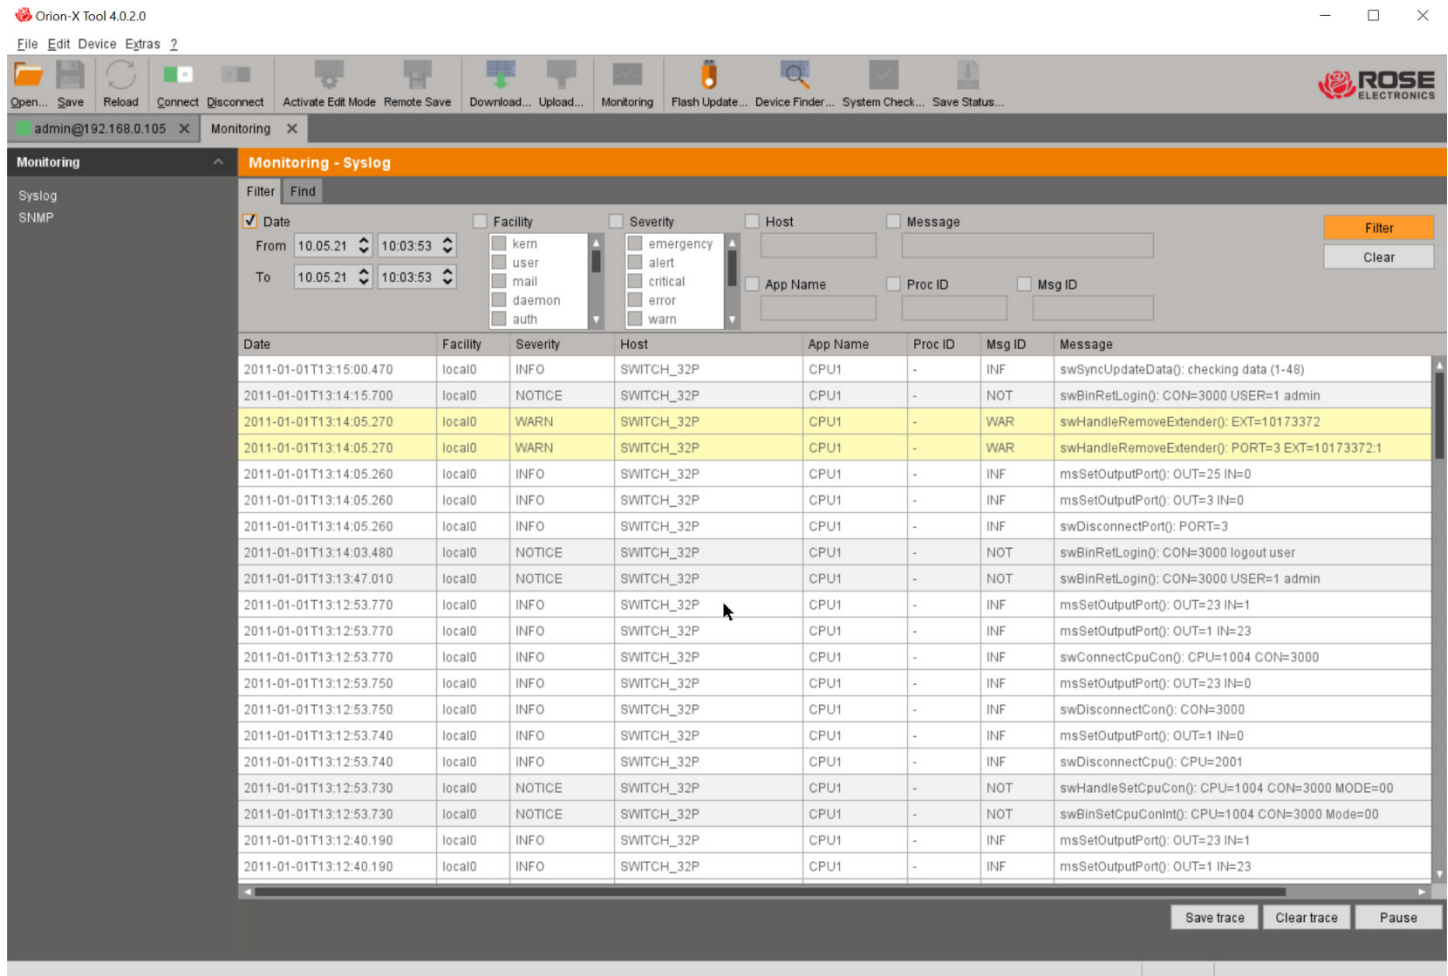 Orion-X Tool 4.0.2.0
File Edit Device Extras ?
Open... Save Reload Connect Disconnect Activate Edit Mode Remote Save Download... Upload... Monitoring Flash Update... Device Finder... System Check... Save Status...
ROSE
ELECTRONICS
admin@192.168.0.105 Monitoring
Monitoring
Syslog
SNMP
Monitoring - Syslog
Filter Find
Date Facility Severity Host Message
From 10.05.21 10:03:53
To 10.05.21 10:03:53
kern
user
mail
daemon
auth
emergency
alert
critical
error
warn
App Name Proc ID Msg ID
Filter
Clear
Date Facility Severity Host App Name Proc ID Msg ID Message
2011-01-01T13:15:00.470 local0 INFO SWITCH_32P CPU1 - INF swSyncUpdateData(): checking data (1-48)
2011-01-01T13:14:15.700 local0 NOTICE SWITCH_32P CPU1 - NOT swBinRetLogin(): CON=3000 USER=1 admin
2011-01-01T13:14:05.270 local0 WARN SWITCH_32P CPU1 - WAR swHandleRemoveExtender(): EXT=10173372
2011-01-01T13:14:05.270 local0 WARN SWITCH_32P CPU1 - WAR swHandleRemoveExtender(): PORT=3 EXT=10173372:1
2011-01-01T13:14:05.260 local0 INFO SWITCH_32P CPU1 - INF msSetOutputPort(): OUT=25 IN=0
2011-01-01T13:14:05.260 local0 INFO SWITCH_32P CPU1 - INF msSetOutputPort(): OUT=3 IN=0
2011-01-01T13:14:05.260 local0 INFO SWITCH_32P CPU1 - INF swDisconnectPort(): PORT=3
2011-01-01T13:14:03.480 local0 NOTICE SWITCH_32P CPU1 - NOT swBinRetLogin(): CON=3000 logout user
2011-01-01T13:13:47.010 local0 NOTICE SWITCH_32P CPU1 - NOT swBinRetLogin(): CON=3000 USER=1 admin
2011-01-01T13:12:53.770 local0 INFO SWITCH_32P CPU1 - INF msSetOutputPort(): OUT=23 IN=1
2011-01-01T13:12:53.770 local0 INFO SWITCH_32P CPU1 - INF msSetOutputPort(): OUT=1 IN=23
2011-01-01T13:12:53.770 local0 INFO SWITCH_32P CPU1 - INF swConnectCpuCon(): CPU=1004 CON=3000
2011-01-01T13:12:53.750 local0 INFO SWITCH_32P CPU1 - INF msSetOutputPort(): OUT=23 IN=0
2011-01-01T13:12:53.750 local0 INFO SWITCH_32P CPU1 - INF swDisconnectCon(): CON=3000
2011-01-01T13:12:53.740 local0 INFO SWITCH_32P CPU1 - INF msSetOutputPort(): OUT=1 IN=0
2011-01-01T13:12:53.740 local0 INFO SWITCH_32P CPU1 - INF swDisconnectCpu(): CPU=2001
2011-01-01T13:12:53.730 local0 NOTICE SWITCH_32P CPU1 - NOT swHandleSetCpuCon(): CPU=1004 CON=3000 MODE=00
2011-01-01T13:12:53.730 local0 NOTICE SWITCH_32P CPU1 - NOT swBinSetCpuConInt(): CPU=1004 CON=3000 Mode=00
2011-01-01T13:12:40.190 local0 INFO SWITCH_32P CPU1 - INF msSetOutputPort(): OUT=23 IN=1
2011-01-01T13:12:40.190 local0 INFO SWITCH_32P CPU1 - INF msSetOutputPort(): OUT=1 IN=23
Save trace Clear trace Pause